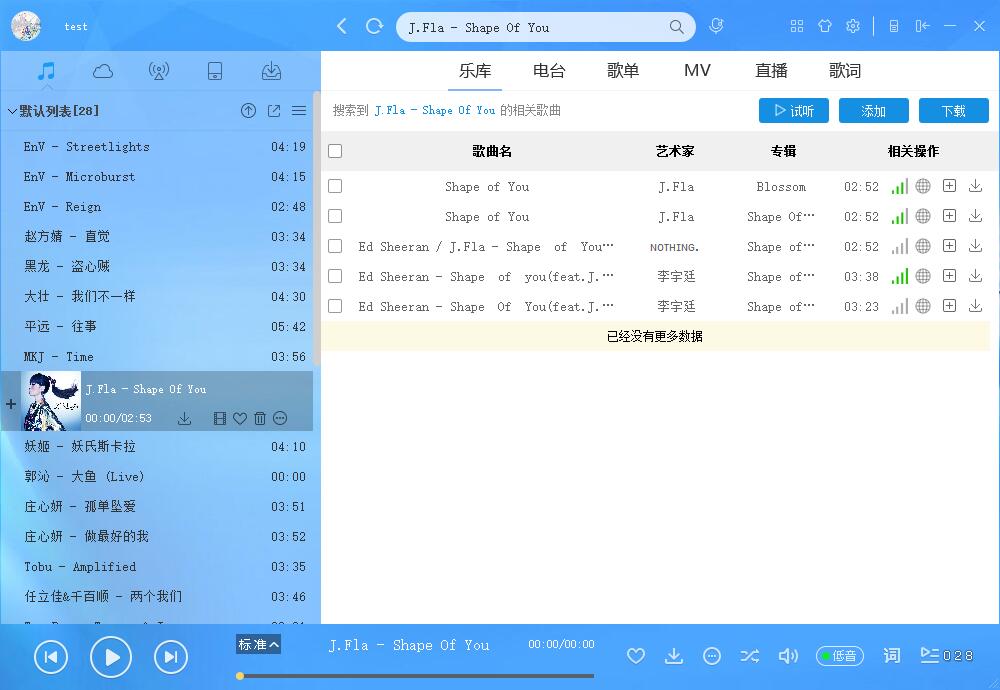 test
J.Fla - Shape Of You
乐库 电台 歌单 MV 直播 歌词
默认列表[28]
EnV - Streetlights 04:19
EnV - Microburst 04:15
EnV - Reign 02:48
赵方婧 - 直觉 03:34
黑龙 - 盗心贼 03:34
大壮 - 我们不一样 04:30
平远 - 往事 05:42
MKJ - Time 03:56
J.Fla - Shape Of You
00:00/02:53
妖姬 - 妖氏斯卡拉 04:10
郭沁 - 大鱼 (Live) 00:00
庄心妍 - 孤单坠爱 03:51
庄心妍 - 做最好的我 03:52
Tobu - Amplified 03:35
任立佳&千百顺 - 两个我们 03:46
搜索到 J.Fla - Shape Of You 的相关歌曲
试听 添加 下载
歌曲名 艺术家 专辑 相关操作
Shape of You J.Fla Blossom 02:52
Shape of You J.Fla Shape Of… 02:52
Ed Sheeran / J.Fla - Shape of You… NOTHING. Shape of… 02:52
Ed Sheeran - Shape of you(feat.J.… 李宇廷 Shape of… 03:38
Ed Sheeran - Shape Of You(feat.J.… 李宇廷 Shape of… 03:23
已经没有更多数据
标准 J.Fla - Shape Of You 00:00/00:00
低音 词 028